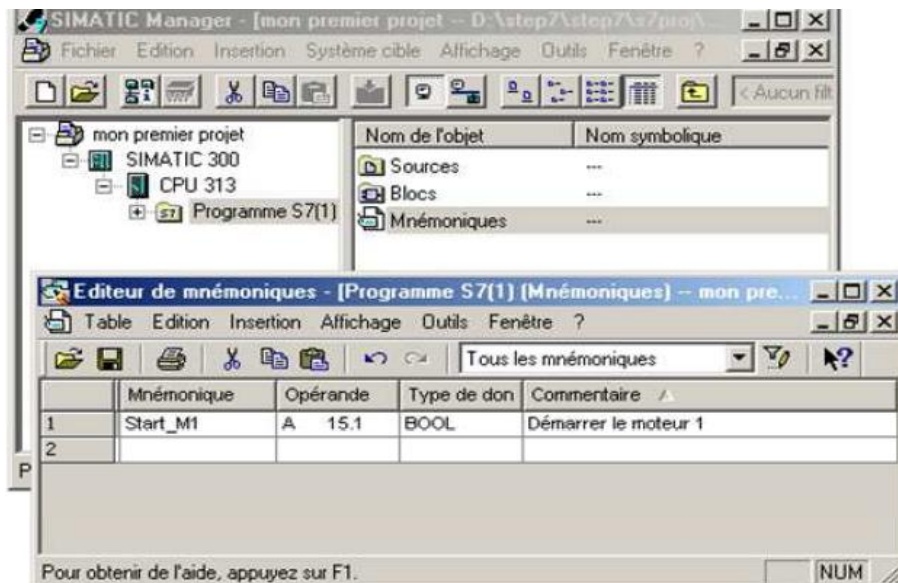 SIMATIC Manager - [mon premier projet -- D:\step7\step7\s7proj\
Fichier Edition Insertion Système cible Affichage Outils Fenêtre ?
< Aucun filt
mon premier projet
SIMATIC 300
CPU 313
Programme S7(1)
Nom de l'objet Nom symbolique
Sources ---
Blocs ---
Mnémoniques ---
Editeur de mnémoniques - [Programme S7(1) (Mnémoniques) -- mon pre...
Table Edition Insertion Affichage Outils Fenêtre ?
Tous les mnémoniques
Mnémonique Opérande Type de don Commentaire
1 Start_M1 A 15.1 BOOL Démarrer le moteur 1
2
P
Pour obtenir de l'aide, appuyez sur F1. NUM